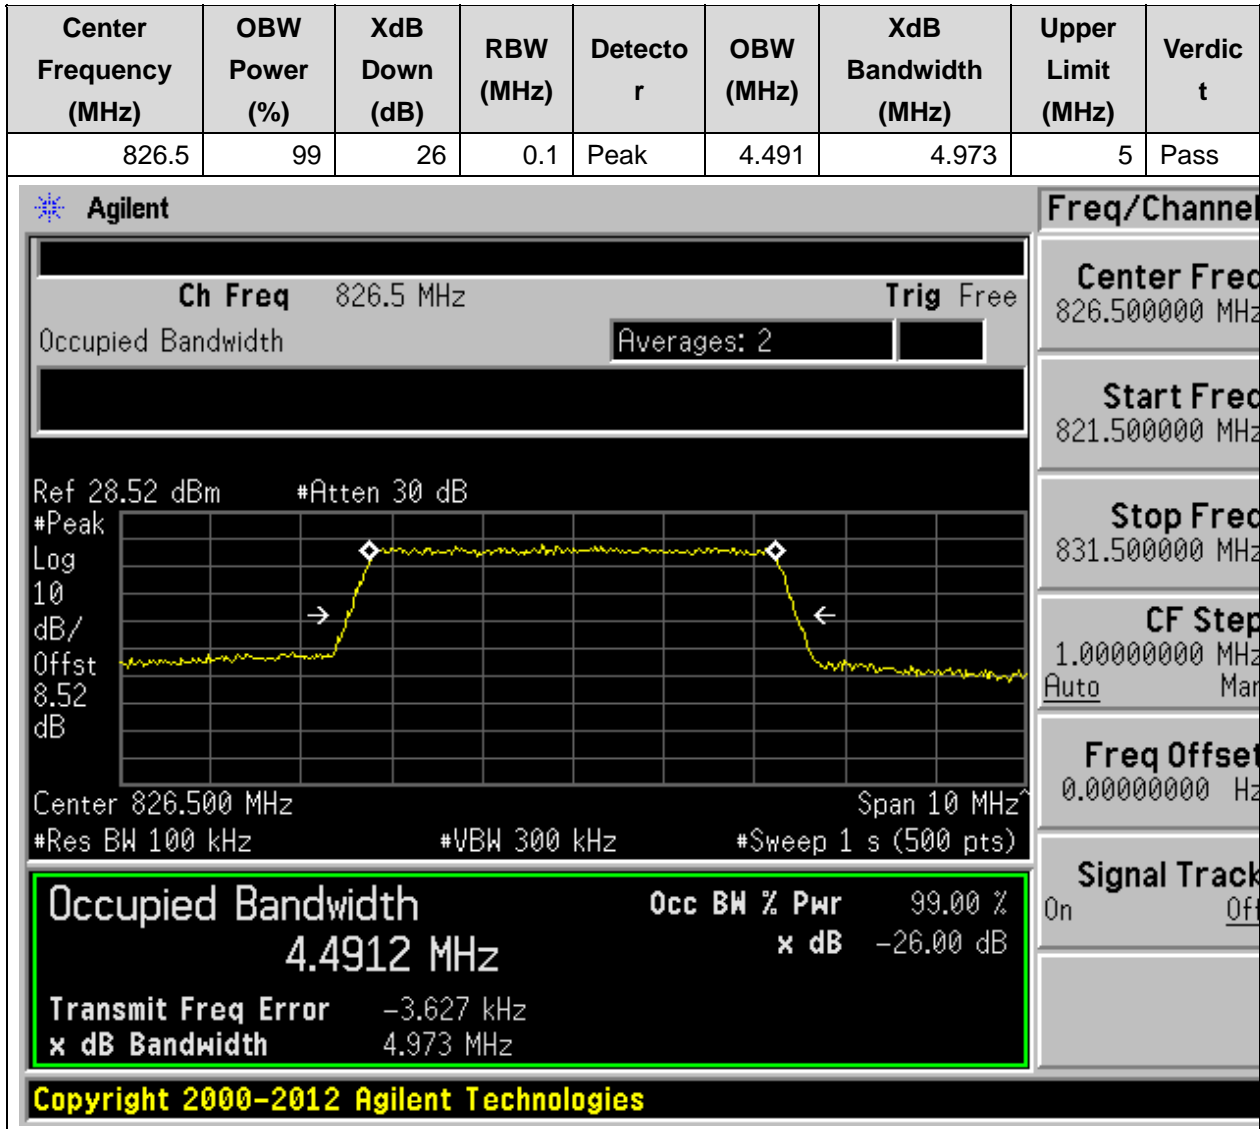 Center Frequency (MHz) OBW Power (%) XdB Down (dB) RBW (MHz) Detector OBW (MHz) XdB Bandwidth (MHz) Upper Limit (MHz) Verdict
826.5 99 26 0.1 Peak 4.491 4.973 5 Pass
Agilent
Freq/Channel
Ch Freq 826.5 MHz Trig Free
Occupied Bandwidth Averages: 2
Center Freq
826.500000 MHz
Start Freq
821.500000 MHz
Stop Freq
831.500000 MHz
CF Step
1.00000000 MHz
Auto Man
Freq Offset
0.00000000 Hz
Signal Track
On Off
Ref 28.52 dBm #Atten 30 dB
#Peak
Log
10
dB/
Offst
8.52
dB
Center 826.500 MHz Span 10 MHz^
#Res BW 100 kHz #VBW 300 kHz #Sweep 1 s (500 pts)
Occupied Bandwidth Occ BW % Pwr 99.00 %
4.4912 MHz x dB -26.00 dB
Transmit Freq Error -3.627 kHz
x dB Bandwidth 4.973 MHz
Copyright 2000-2012 Agilent Technologies